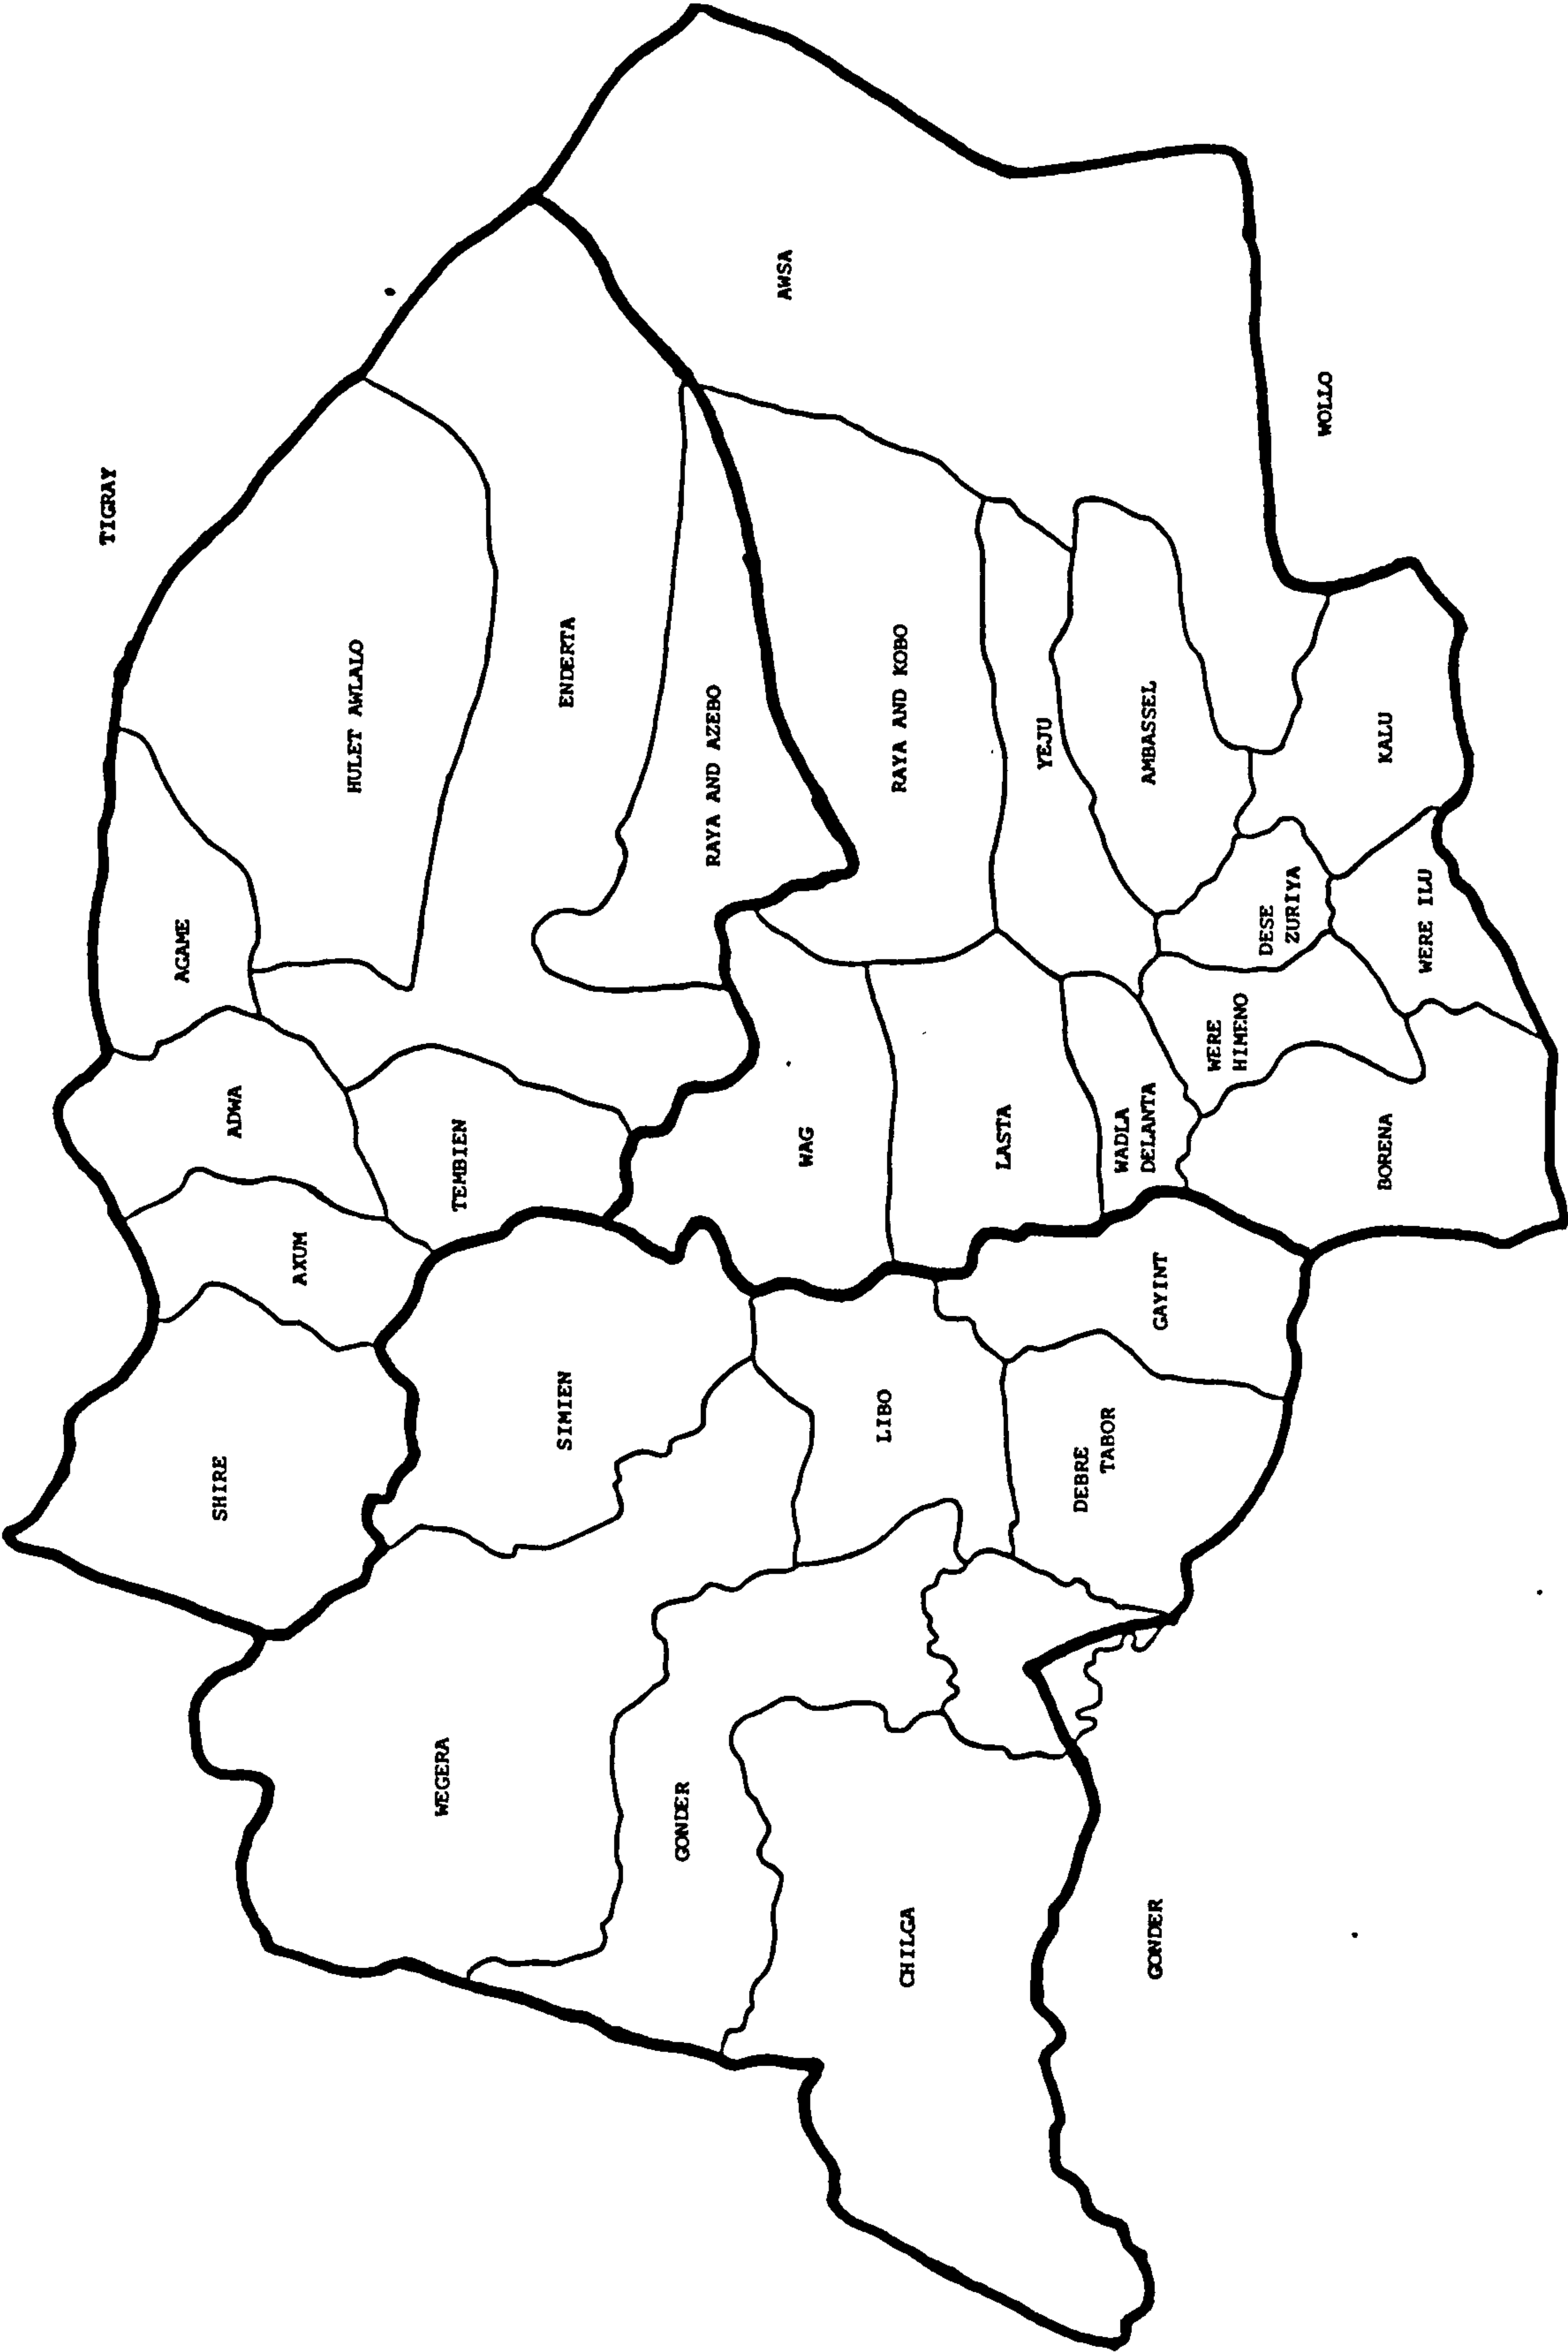 TIGRAY
AGAME
SHIRE
ADWA
AXUM
HULET AWLALO
WEGERA
TEMBIEN
SIMIEN
ENDERTA
GONDER
RAYA AND AZEBO
AWSA
WAG
LIBO
RAYA AND KOBO
CHILGA
LASTA
YEJU
DEBRE
TABOR
WADLA
DELANTA
AMBASSEL
GONDER
GAYINT
WERE
HIMENO
DESE
ZURIYA
WOLLO
BORENA
KALU
WERE ILU